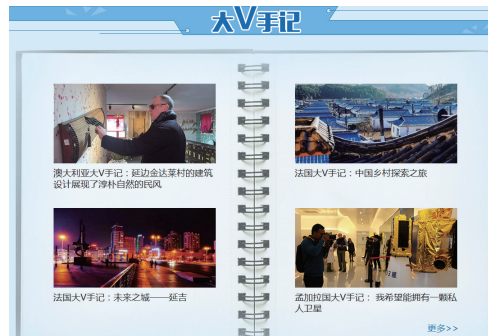 大V手记
澳大利亚大V手记：延边金达莱村的建筑
设计展现了淳朴自然的民风
法国大V手记：中国乡村探索之旅
法国大V手记：未来之城——延吉
孟加拉国大V手记： 我希望能拥有一颗私
人卫星
更多>>